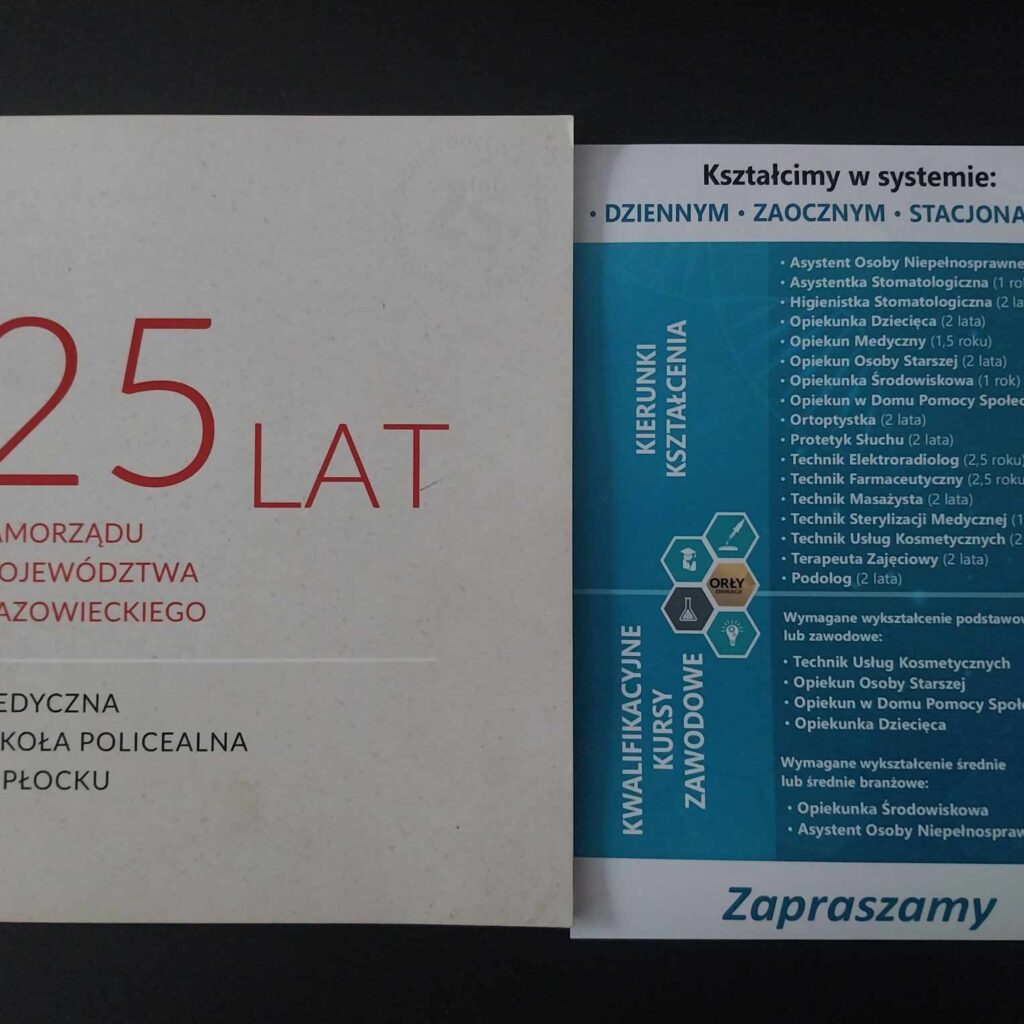 25 LAT
AMORZĄDU
OJEWÓDZTWA
AZOWIECKIEGO
EDYCZNA
KOŁA POLICEALNA
PŁOCKU
Kształcimy w systemie:
• DZIENNYM • ZAOCZNYM • STACJONA
KIERUNKI
KSZTAŁCENIA
• Asystent Osoby Niepełnosprawne
• Asystentka Stomatologiczna (1 ro
• Higienistka Stomatologiczna (2 la
• Opiekunka Dziecięca (2 lata)
• Opiekun Medyczny (1,5 roku)
• Opiekun Osoby Starszej (2 lata)
• Opiekunka Środowiskowa (1 rok)
• Opiekun w Domu Pomocy Społec
• Ortoptystka (2 lata)
• Protetyk Słuchu (2 lata)
• Technik Elektroradiolog (2,5 roku)
• Technik Farmaceutyczny (2,5 roku
• Technik Masażysta (2 lata)
• Technik Sterylizacji Medycznej (1
• Technik Usług Kosmetycznych (2
• Terapeuta Zajęciowy (2 lata)
• Podolog (2 lata)
ORŁY
EDUKACJI
KWALIFIKACYJNE
KURSY
ZAWODOWE
Wymagane wykształcenie podstawow
lub zawodowe:
• Technik Usług Kosmetycznych
• Opiekun Osoby Starszej
• Opiekun w Domu Pomocy Społe
• Opiekunka Dziecięca
Wymagane wykształcenie średnie
lub średnie branżowe:
• Opiekunka Środowiskowa
• Asystent Osoby Niepełnospraw
Zapraszamy